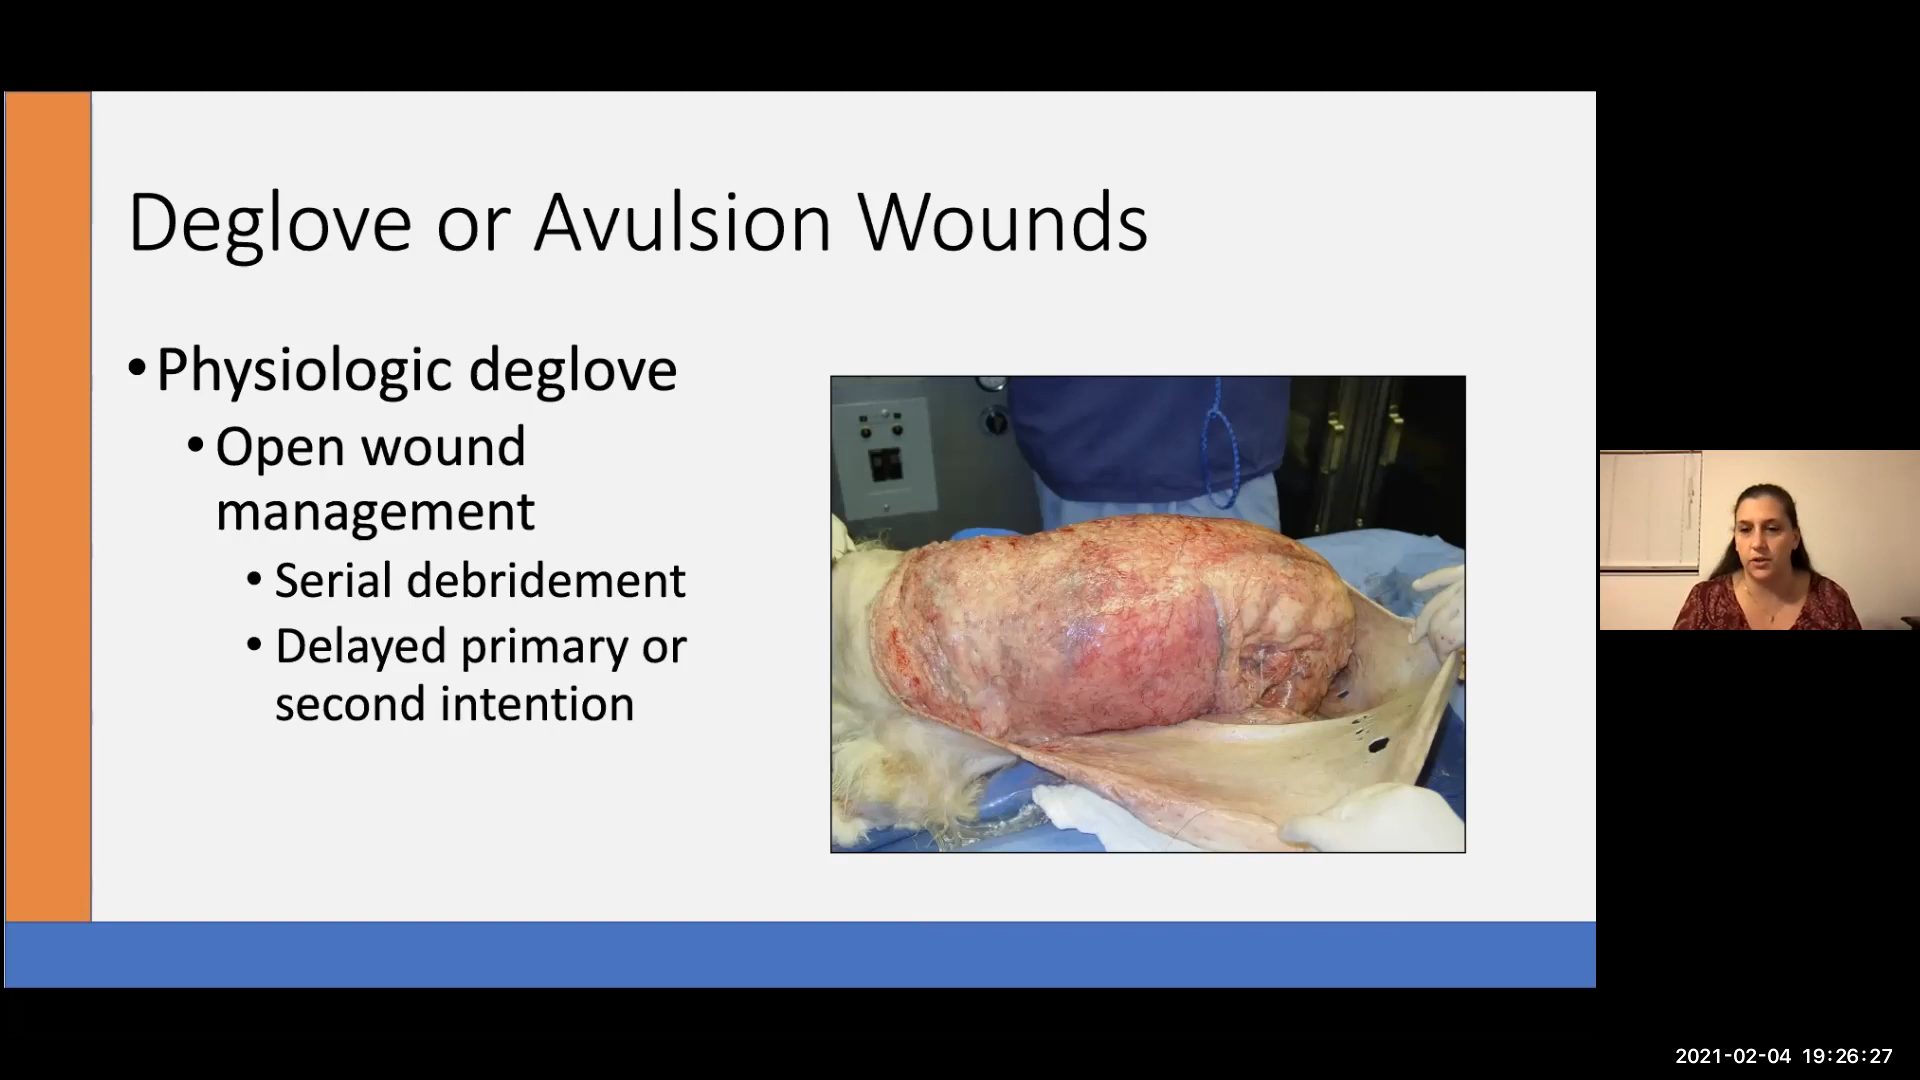 Deglove or Avulsion Wounds
• Physiologic deglove
• Open wound
management
• Serial debridement
• Delayed primary or
second intention
2021-02-04 19:26:27